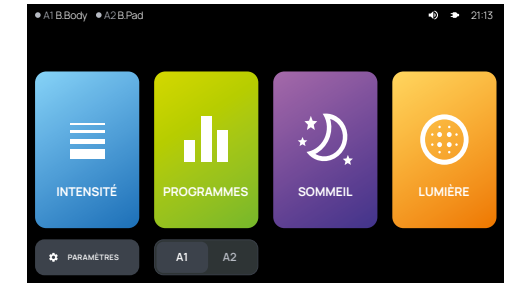 A1 B.Body A2 B.Pad 21:13
INTENSITÉ PROGRAMMES SOMMEIL LUMIÈRE
PARAMÈTRES A1 A2